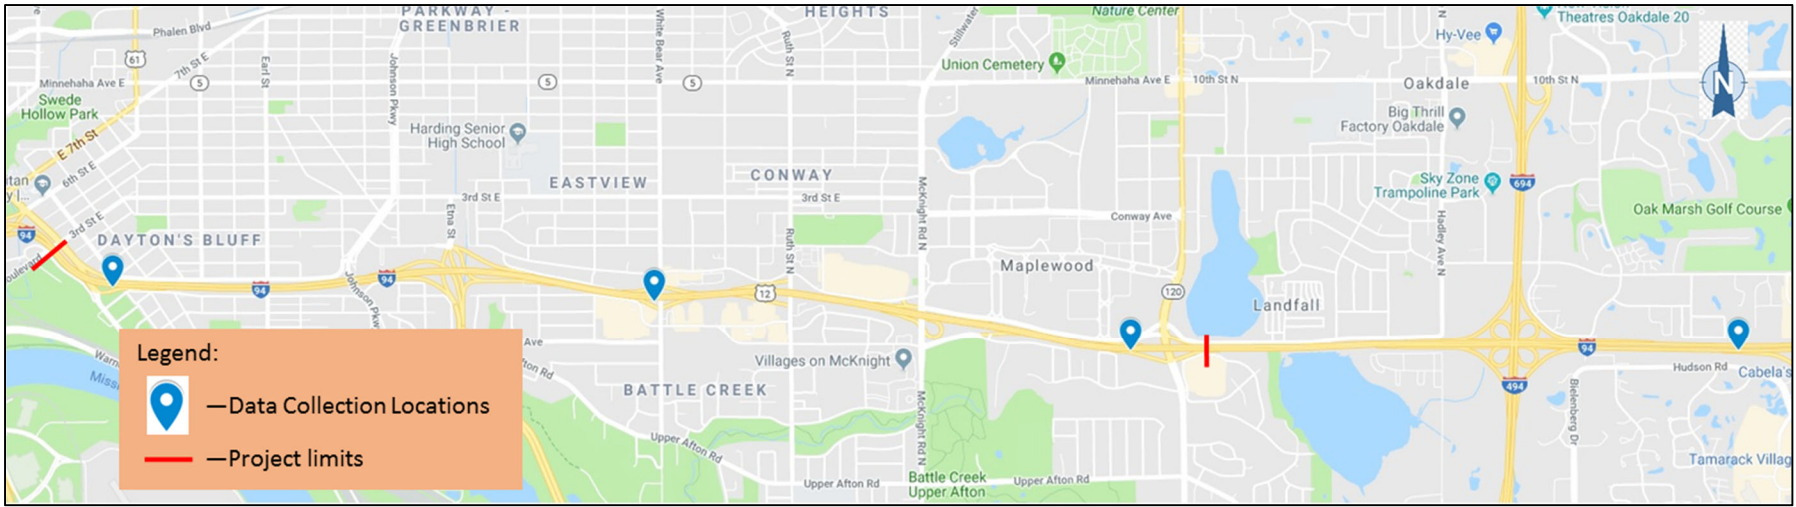 PARKWAY -
GREENBRIER
HEIGHTS
Nature Center
Theatres Oakdale 20
Phalen Blvd
White Bear Ave
Ruth St N
Stillwater
N
Hy-Vee
61
7th St E
Earl St
Johnson Pkwy
Union Cemetery
Minnehaha Ave E
5
5
5
Minnehaha Ave E
10th St N
Oakdale
10th St N
N
Swede
Hollow Park
Big Thrill
Factory Oakdale
Harding Senior
High School
120
E 7th St
6th St E
EASTVIEW
CONWAY
Sky Zone
Trampoline Park
694
3rd St E
3rd St E
McKnight Rd N
Conway Ave
Hadley Ave N
Oak Marsh Golf Course
3rd St E
Etna St
Ruth St N
94
DAYTON'S BLUFF
Maplewood
94
94
12
120
Landfall
Johnson Pkwy
Legend:
—Data Collection Locations
—Project limits
Ave
Villages on McKnight
94
Hudson Rd
Cabela's
494
Warn
Miss
ton Rd
BATTLE CREEK
McKnight Rd N
Bielenberg Dr
Upper Afton Rd
Upper Afton Rd
Battle Creek
Upper Afton
Upper Afton Rd
Tamarack Villag